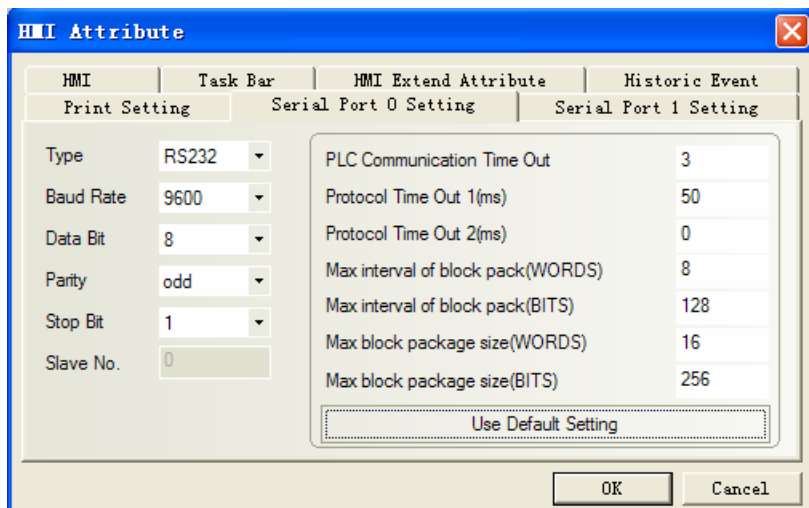 HMI Attribute
HMI Task Bar HMI Extend Attribute Historic Event
Print Setting Serial Port 0 Setting Serial Port 1 Setting
Type RS232
Baud Rate 9600
Data Bit 8
Parity odd
Stop Bit 1
Slave No. 0
PLC Communication Time Out 3
Protocol Time Out 1(ms) 50
Protocol Time Out 2(ms) 0
Max interval of block pack(WORDS) 8
Max interval of block pack(BITS) 128
Max block package size(WORDS) 16
Max block package size(BITS) 256
Use Default Setting
OK Cancel